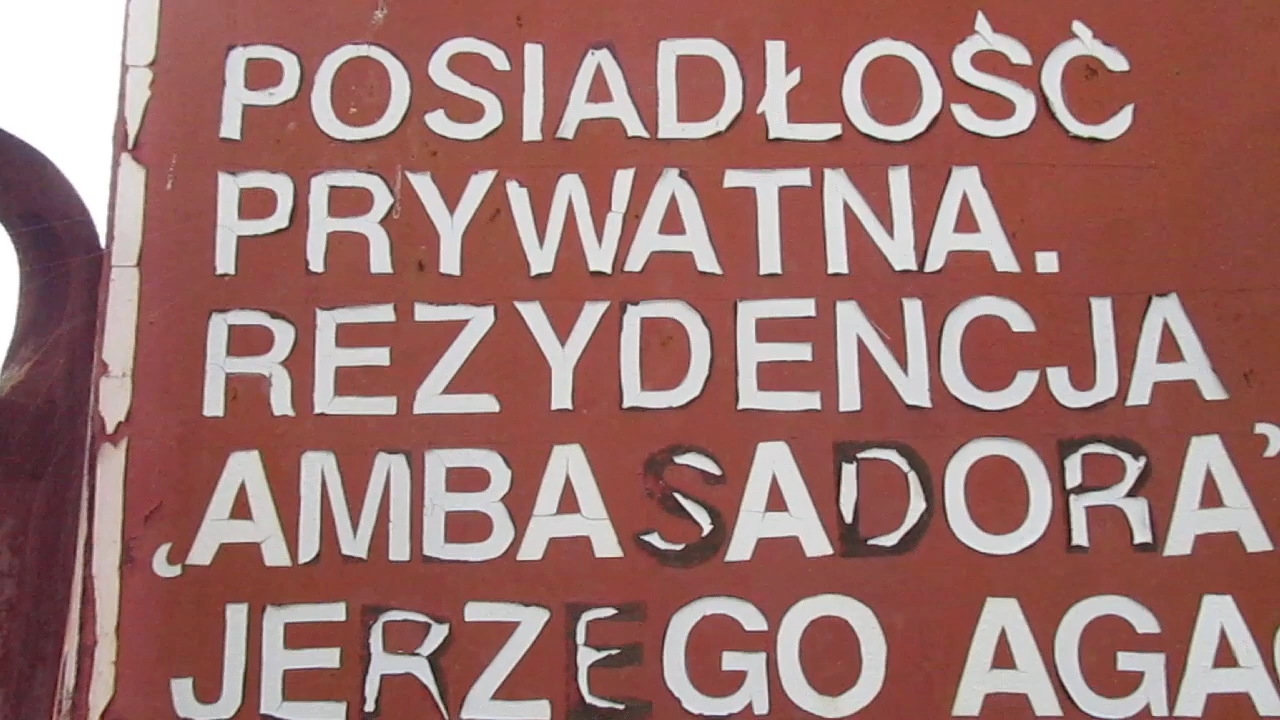 POSIADŁOŚĆ
PRYWATNA.
REZYDENCJA
‚AMBASADORA’
JERZEGO